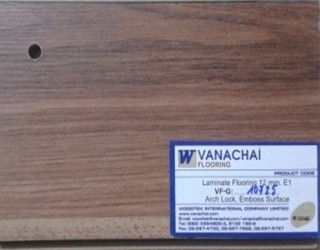 W VANACHAI
FLOORING
PRODUCT CODE
Laminate Flooring 12 mm. E1
VF-G: 10725
Arch Lock, Emboss Surface
WOODTEK INTERNATIONAL COMPANY LIMITED
www.vanachai.com